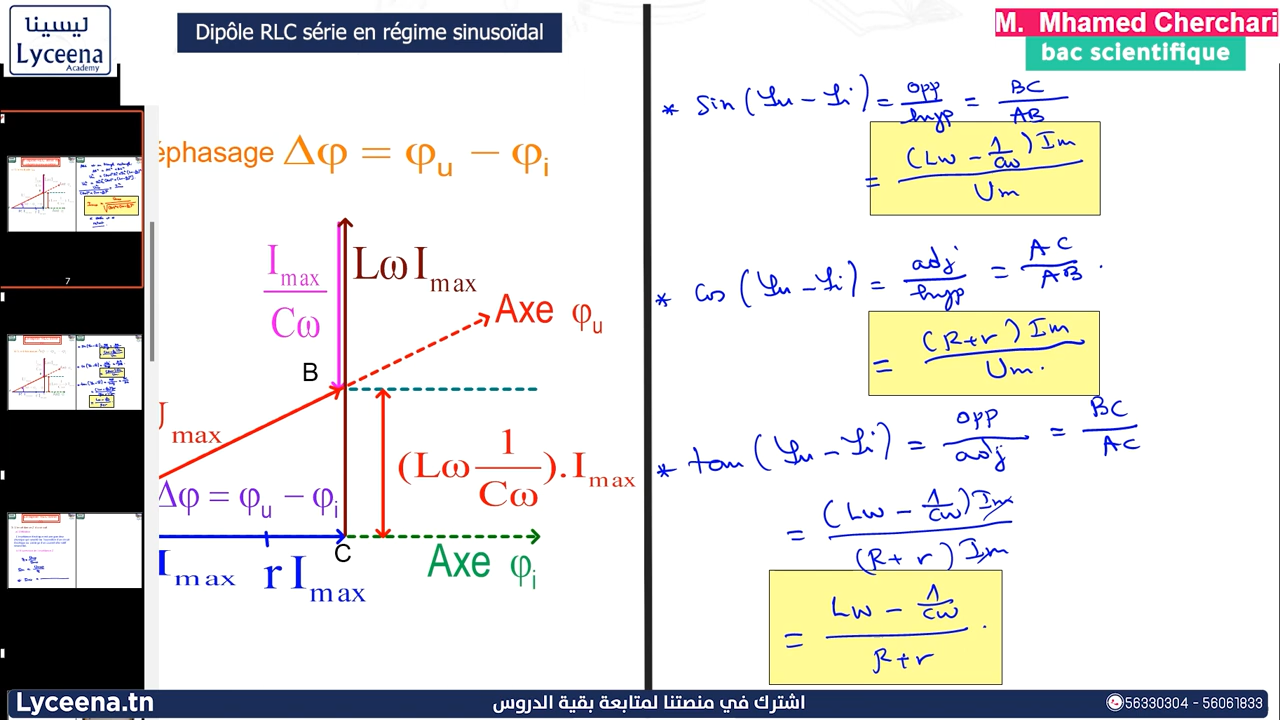 ليسينا
Lyceena
Academy
Dipôle RLC série en régime sinusoïdal
M. Mhamed Cherchari
bac scientifique
éphasage Δφ = φu − φi
Imax
Cω
LωImax
Axe φu
B
max
Δφ = φu − φi
(Lω 1/Cω).Imax
C
Imax
rImax
Axe φi
7
* sin(φu − φi) = opp/hyp = BC/AB
= (Lω − 1/cω) Im / Um
* cos(φu − φi) = adj/hyp = AC/AB.
= (R+r) Im / Um.
* tan(φu − φi) = opp/adj = BC/AC
= (Lω − 1/cω) Im / (R+r) Im
= Lω − 1/cω / R+r .
Lyceena.tn
اشترك في منصتنا لمتابعة بقية الدروس
56330304 - 56061833